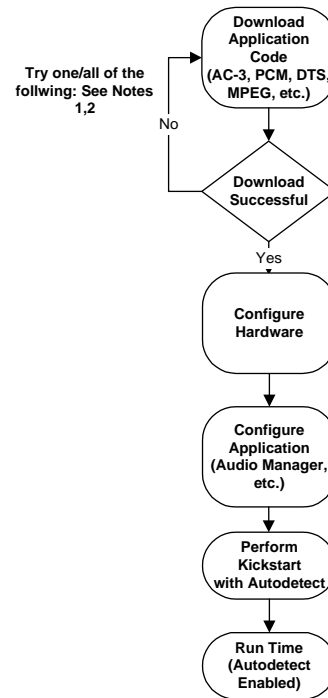 Download
Application
Code
(AC-3, PCM, DTS,
MPEG, etc.)
Try one/all of the
follwing: See Notes
1,2
No
Download
Successful
Yes
Configure
Hardware
Configure
Application
(Audio Manager,
etc.)
Perform
Kickstart
with Autodetect
Run Time
(Autodetect
Enabled)